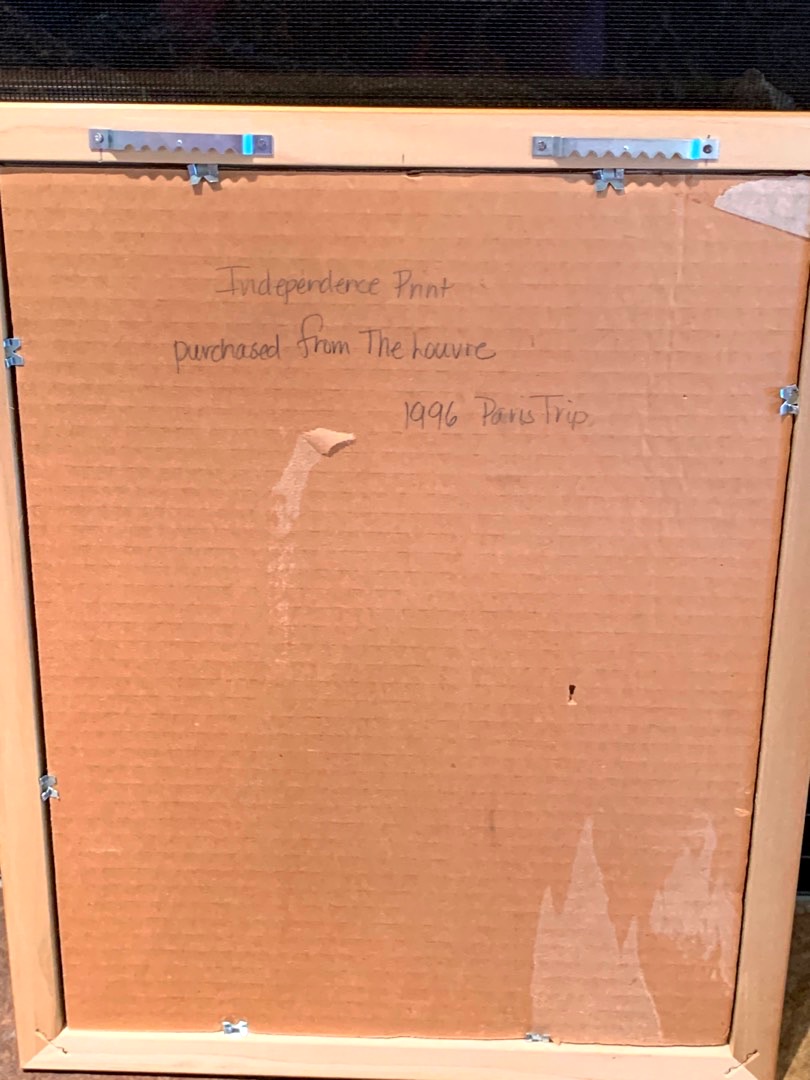 Independence Print
purchased from The Louvre
1996 Paris Trip